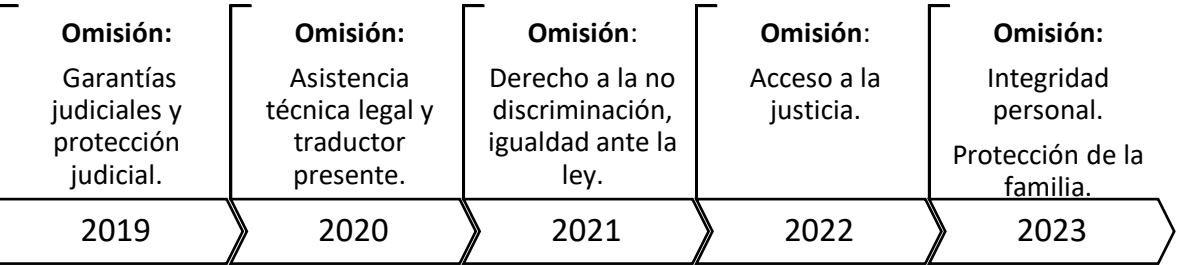 Omisión:
Garantías
judiciales y
protección
judicial.
2019
Omisión:
Asistencia
técnica legal y
traductor
presente.
2020
Omisión:
Derecho a la no
discriminación,
igualdad ante la
ley.
2021
Omisión:
Acceso a la
justicia.
2022
Omisión:
Integridad
personal.
Protección de la
familia.
2023